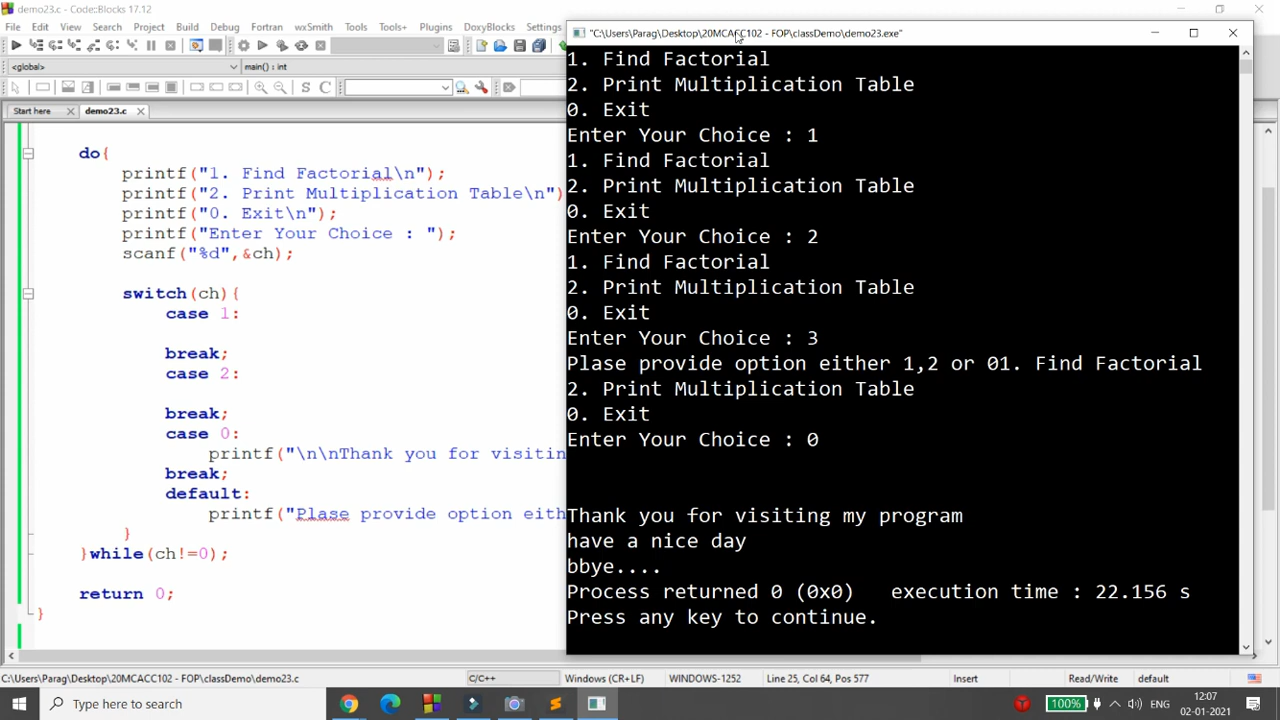 demo23.c - Code::Blocks 17.12
File Edit View Search Project Build Debug Fortran wxSmith Tools Tools+ Plugins DoxyBlocks Settings
<global> main() : int
Start here demo23.c
do{
printf("1. Find Factorial\n");
printf("2. Print Multiplication Table\n")
printf("0. Exit\n");
printf("Enter Your Choice : ");
scanf("%d",&ch);
switch(ch){
case 1:
break;
case 2:
break;
case 0:
printf("\n\nThank you for visitin
break;
default:
printf("Plase provide option eith
}
}while(ch!=0);
return 0;
}
"C:\Users\Parag\Desktop\20MCACC102 - FOP\classDemo\demo23.exe"
1. Find Factorial
2. Print Multiplication Table
0. Exit
Enter Your Choice : 1
1. Find Factorial
2. Print Multiplication Table
0. Exit
Enter Your Choice : 2
1. Find Factorial
2. Print Multiplication Table
0. Exit
Enter Your Choice : 3
Plase provide option either 1,2 or 01. Find Factorial
2. Print Multiplication Table
0. Exit
Enter Your Choice : 0
Thank you for visiting my program
have a nice day
bbye....
Process returned 0 (0x0) execution time : 22.156 s
Press any key to continue.
C:\Users\Parag\Desktop\20MCACC102 - FOP\classDemo\demo23.c C/C++ Windows (CR+LF) WINDOWS-1252 Line 25, Col 64, Pos 577 Insert Read/Write default
Type here to search
100% ENG 12:07
02-01-2021